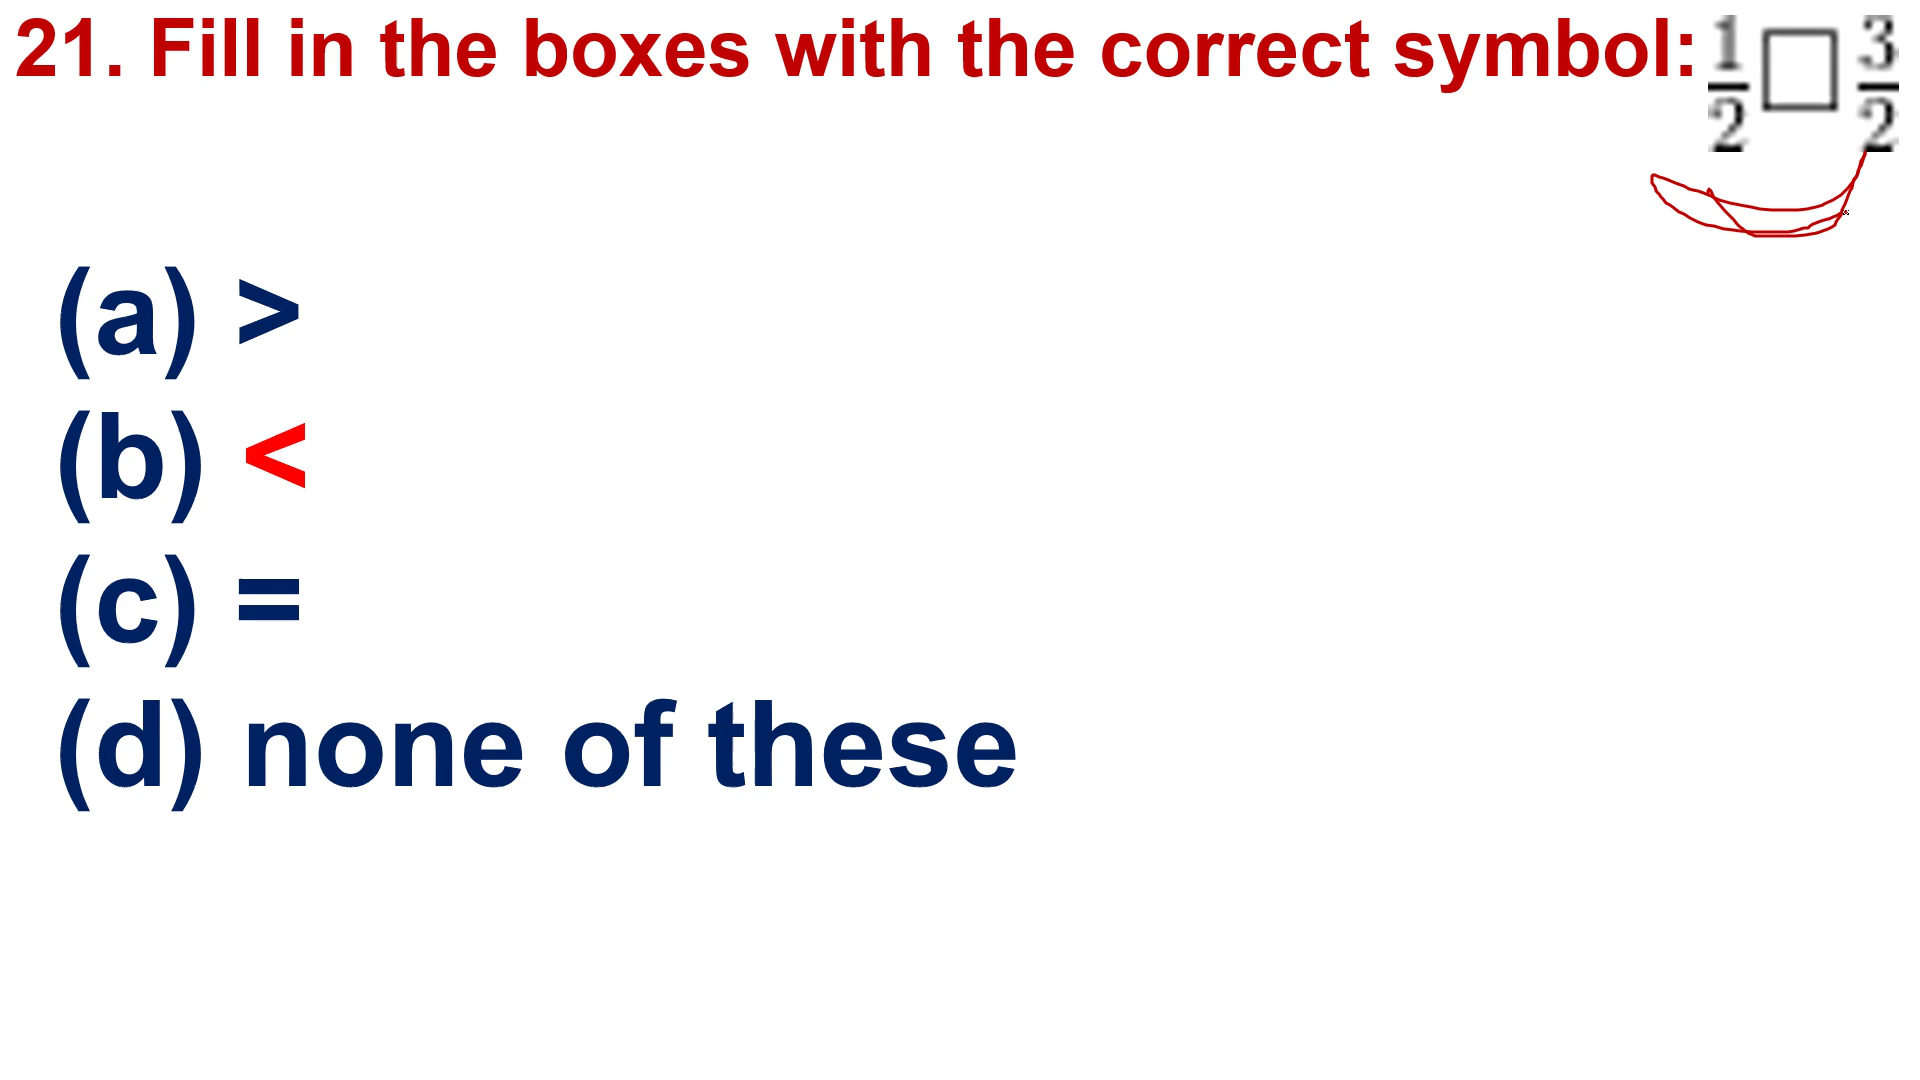 21. Fill in the boxes with the correct symbol: 1/2 □ 3/2
(a) >
(b) <
(c) =
(d) none of these